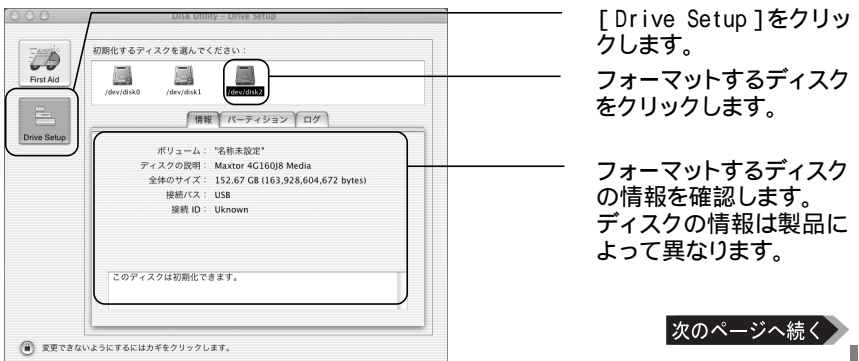 Disk Utility – Drive Setup
First Aid
Drive Setup
初期化するディスクを選んでください：
/dev/disk0
/dev/disk1
/dev/disk2
情報
パーティション
ログ
ボリューム： "名称未設定"
ディスクの説明： Maxtor 4G160J8 Media
全体のサイズ： 152.67 GB (163,928,604,672 bytes)
接続バス： USB
接続 ID： Uknown
このディスクは初期化できます。
変更できないようにするにはカギをクリックします。
[Drive Setup]をクリッ
クします。
フォーマットするディスク
をクリックします。
フォーマットするディスク
の情報を確認します。
ディスクの情報は製品に
よって異なります。
次のページへ続く